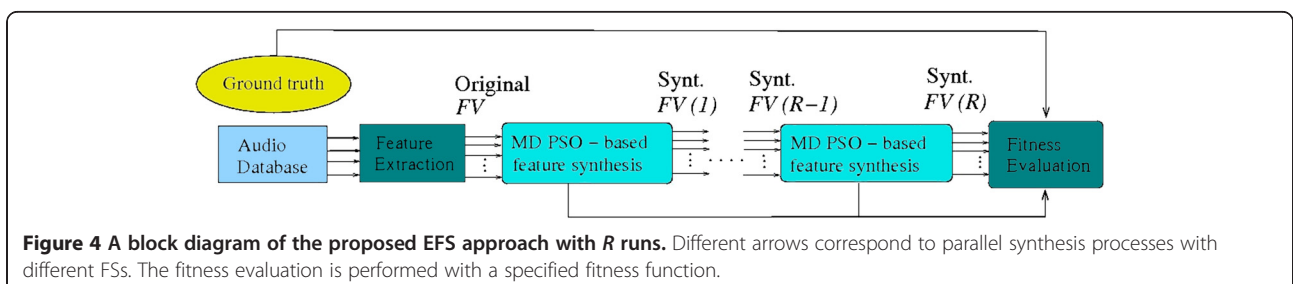 Ground truth
Original
FV
Synt.
FV (1)
Synt.
FV (R−1)
Synt.
FV (R)
Audio
Database
Feature
Extraction
MD PSO – based
feature synthesis
MD PSO – based
feature synthesis
Fitness
Evaluation
Figure 4 A block diagram of the proposed EFS approach with R runs. Different arrows correspond to parallel synthesis processes with
different FSs. The fitness evaluation is performed with a specified fitness function.